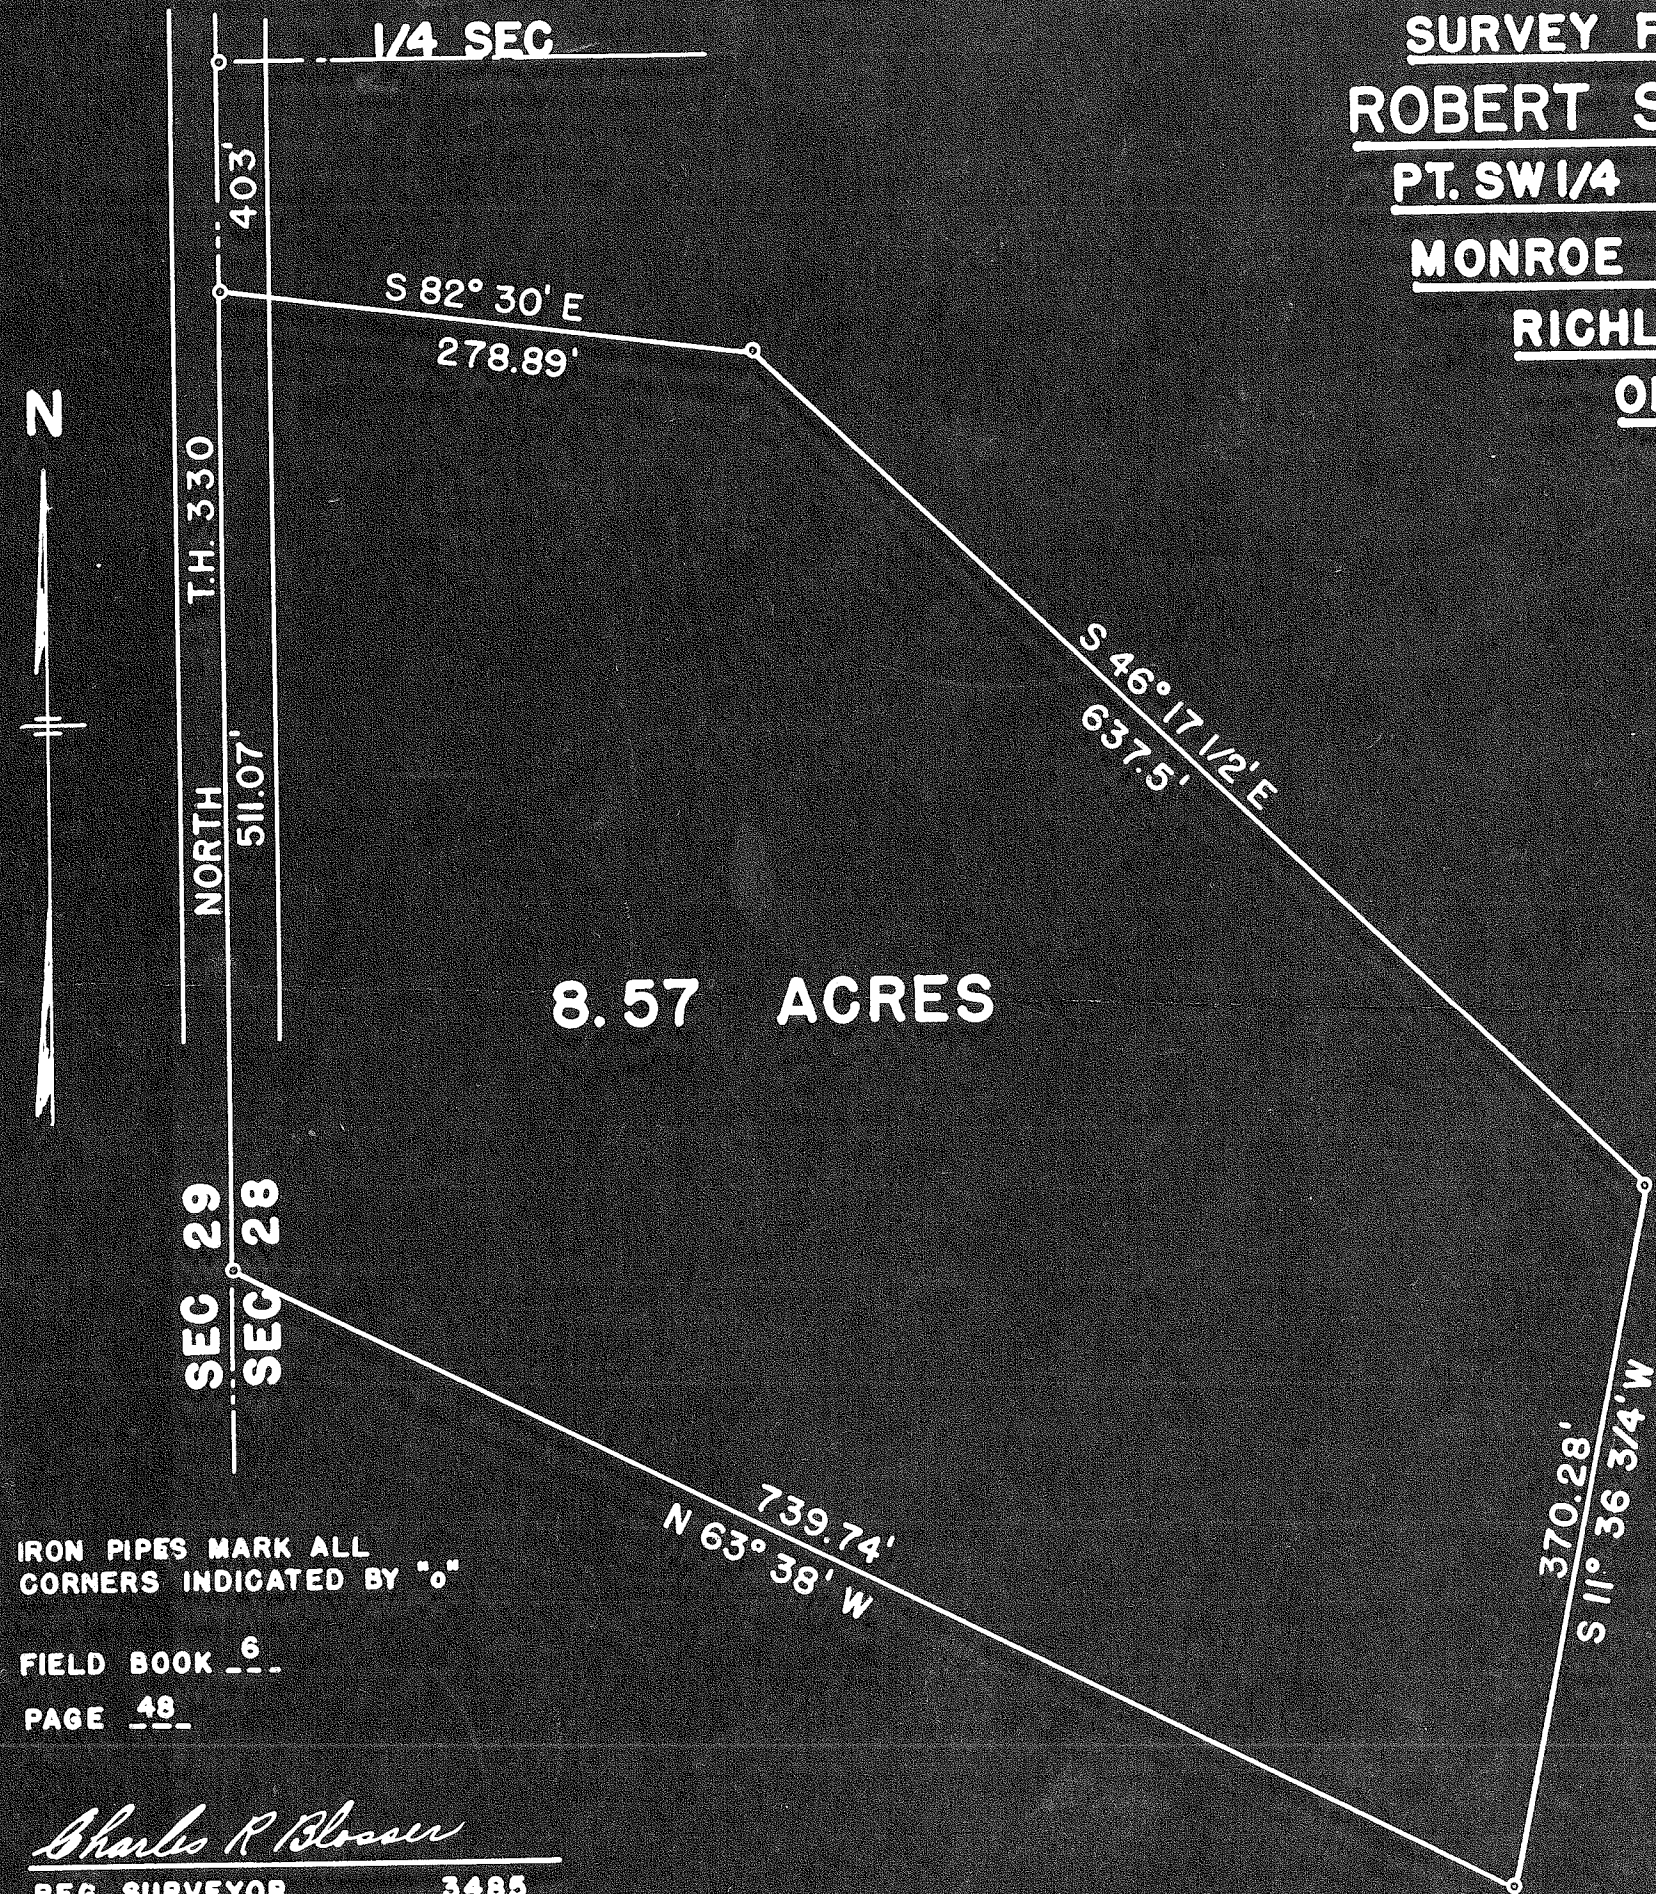 1/4 SEC
SURVEY
ROBERT
PT. SW 1/4
MONROE
403'
S 82° 30' E
278.89'
N
T.H. 330
S 46° 17 1/2' E
637.5'
NORTH
511.07'
8.57 ACRES
SEC 29
SEC 28
739.74'
N 63° 38' W
370.28'
S 11° 36 3/4' W
IRON PIPES MARK ALL
CORNERS INDICATED BY "o"
FIELD BOOK 6
PAGE 48
Charles R Blosser
REG. SURVEYOR 3485